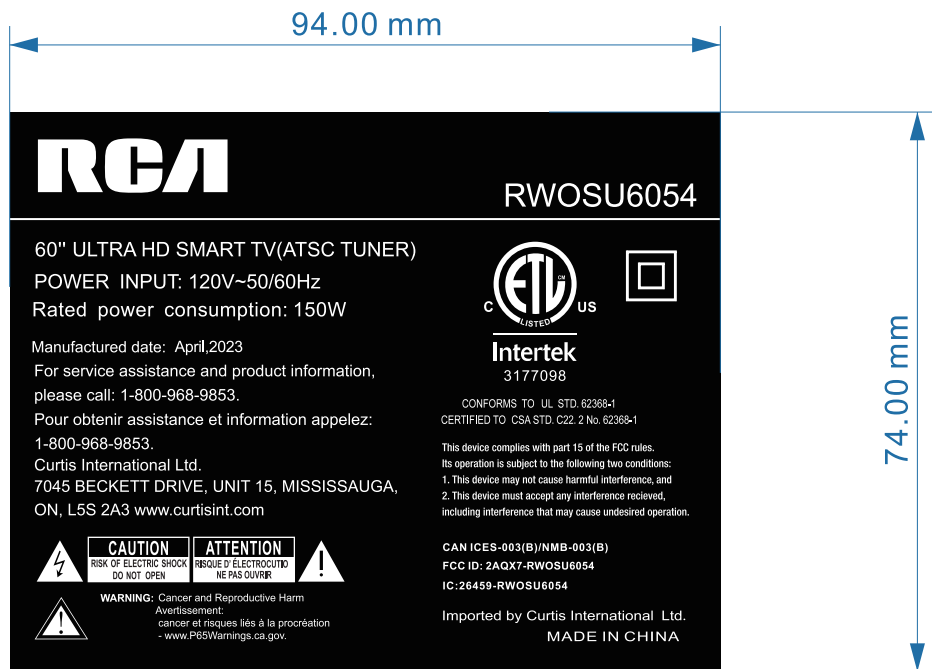 94.00 mm
RCA
RWOSU6054
60" ULTRA HD SMART TV(ATSC TUNER)
POWER INPUT: 120V~50/60Hz
Rated power consumption: 150W
Manufactured date: April,2023
For service assistance and product information,
please call: 1-800-968-9853.
Pour obtenir assistance et information appelez:
1-800-968-9853.
Curtis International Ltd.
7045 BECKETT DRIVE, UNIT 15, MISSISSAUGA,
ON, L5S 2A3 www.curtisint.com
CAUTION
RISK OF ELECTRIC SHOCK
DO NOT OPEN
ATTENTION
RISQUE D' ÉLECTROCUTIO
NE PAS OUVRIR
WARNING: Cancer and Reproductive Harm
Avertissement:
cancer et risques liés à la procréation
- www.P65Warnings.ca.gov.
ETL CM
C US
LISTED
Intertek
3177098
CONFORMS TO UL STD. 62368-1
CERTIFIED TO CSA STD. C22. 2 No. 62368-1
This device complies with part 15 of the FCC rules.
Its operation is subject to the following two conditions:
1. This device may not cause harmful interference, and
2. This device must accept any interference recieved,
including interference that may cause undesired operation.
CAN ICES-003(B)/NMB-003(B)
FCC ID: 2AQX7-RWOSU6054
IC:26459-RWOSU6054
Imported by Curtis International Ltd.
MADE IN CHINA
74.00 mm